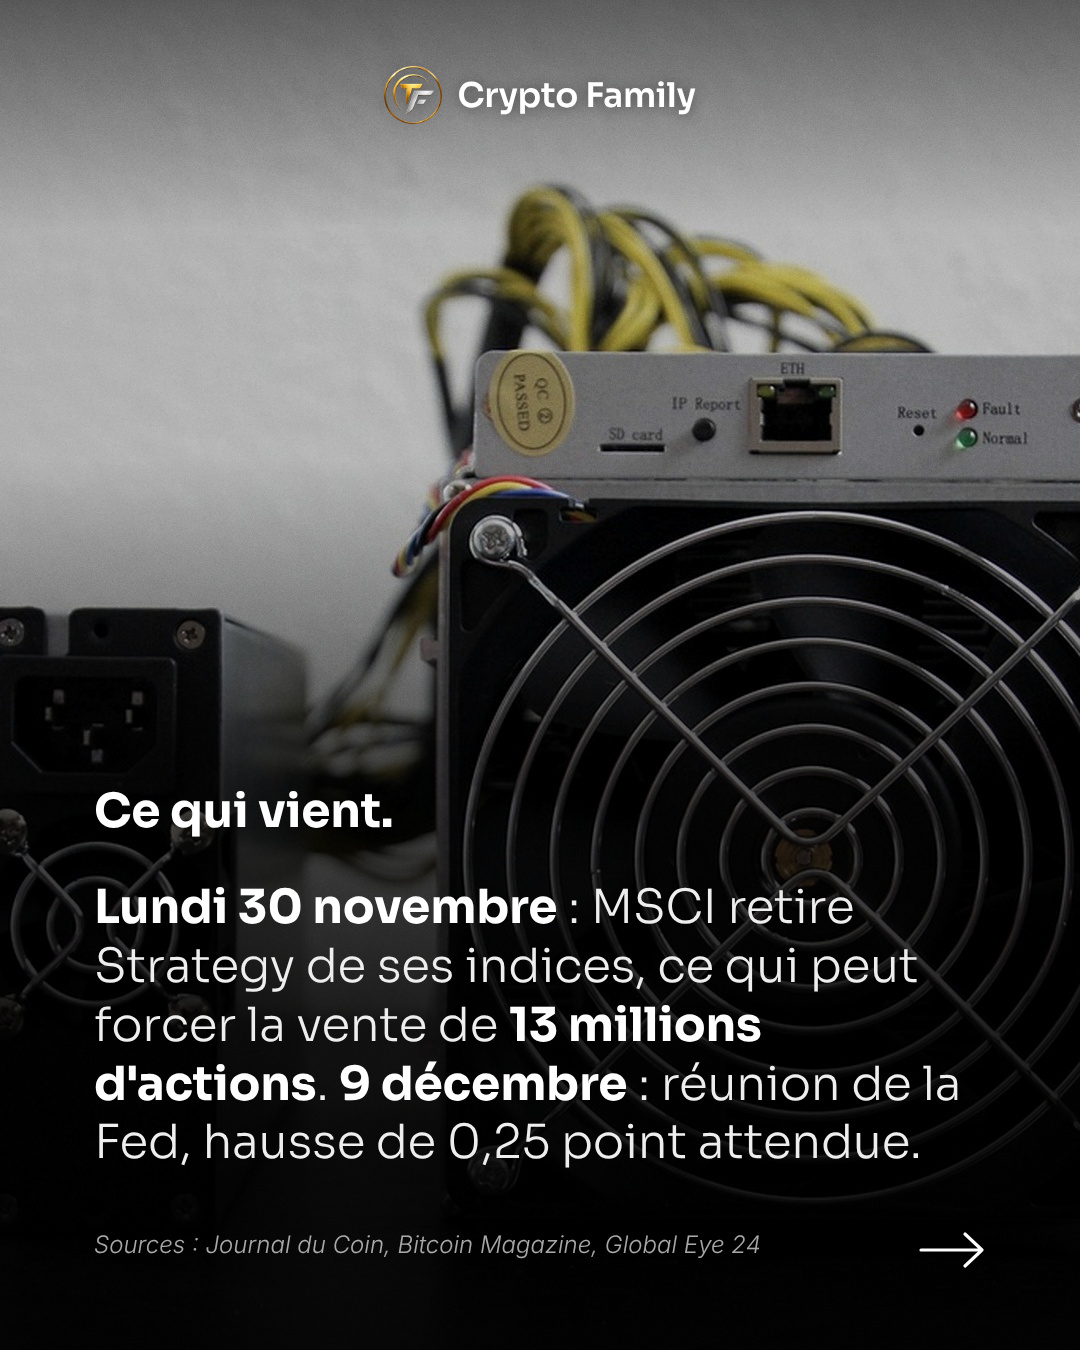 Crypto Family
QC 2
PASSED
ETH
IP Report
SD card
Reset
Fault
Normal
Ce qui vient.
Lundi 30 novembre : MSCI retire
Strategy de ses indices, ce qui peut
forcer la vente de 13 millions
d'actions. 9 décembre : réunion de la
Fed, hausse de 0,25 point attendue.
Sources : Journal du Coin, Bitcoin Magazine, Global Eye 24